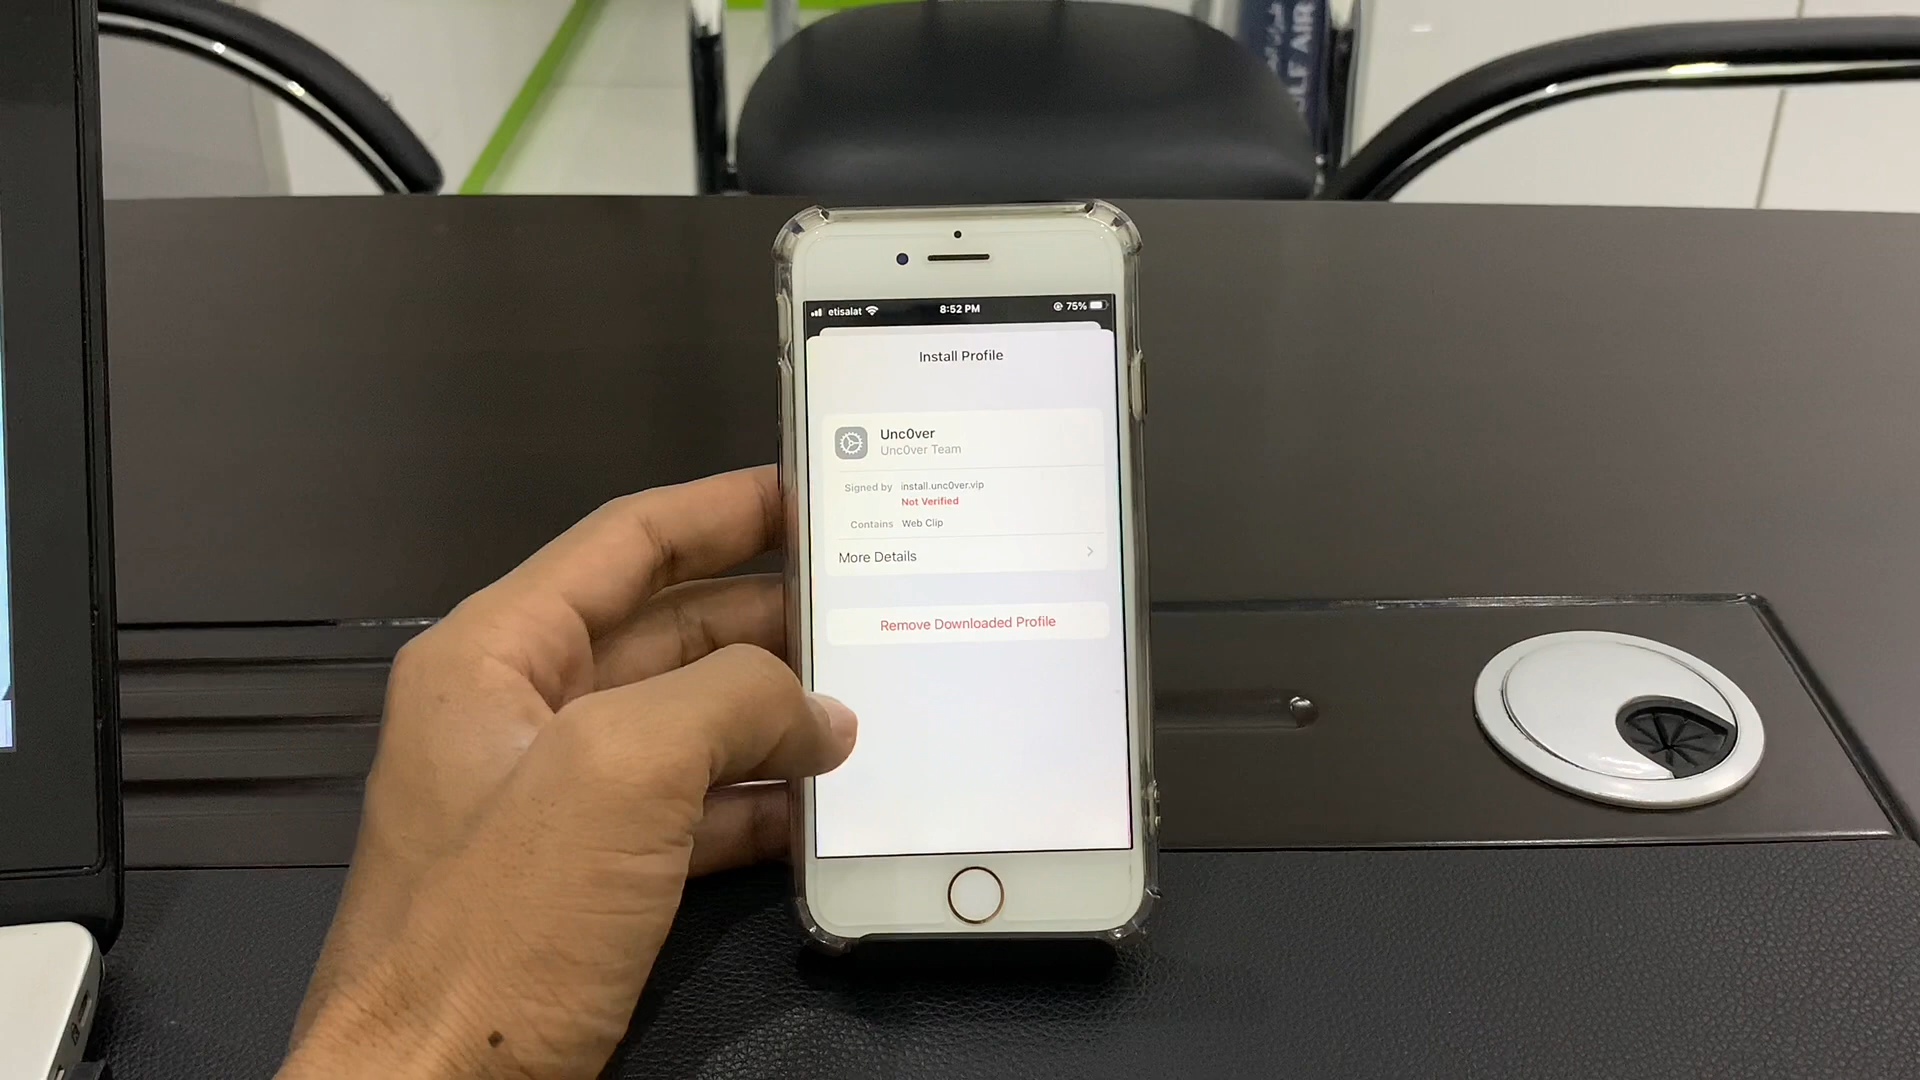 etisalat
8:52 PM
75%
Install Profile
Unc0ver
Unc0ver Team
Signed by install.unc0ver.vip
Not Verified
Contains Web Clip
More Details
Remove Downloaded Profile
AIR